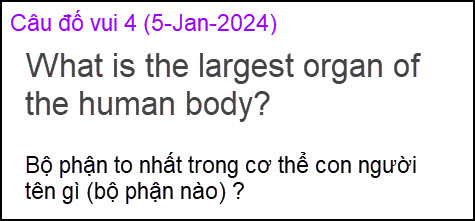 Câu đố vui 4 (5-Jan-2024)
What is the largest organ of
the human body?
Bộ phận to nhất trong cơ thể con người
tên gì (bộ phận nào) ?